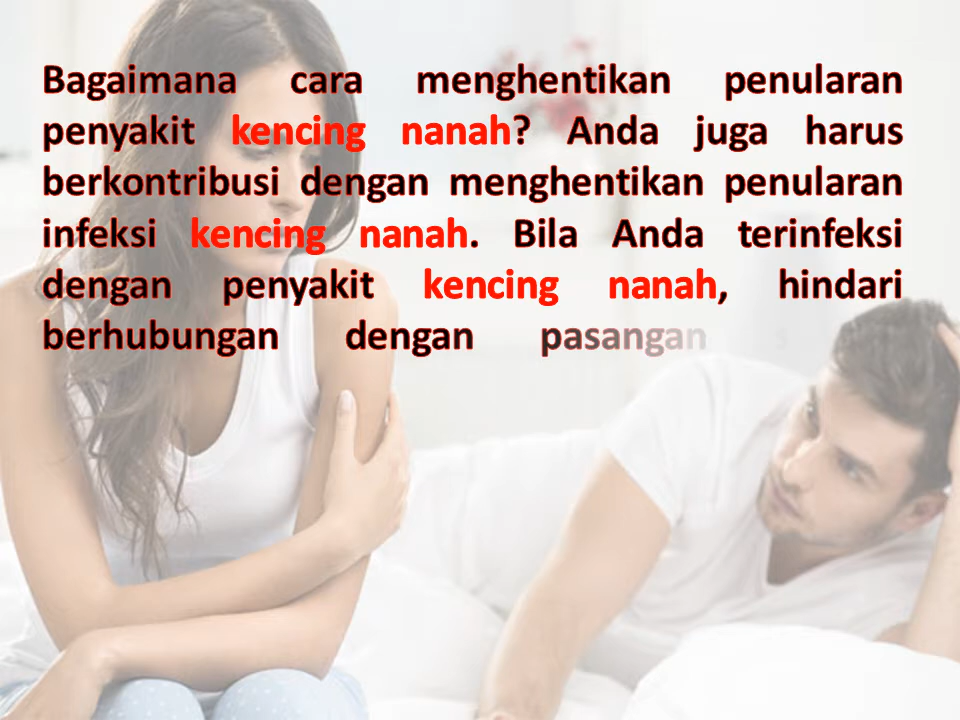 Bagaimana cara menghentikan penularan
penyakit kencing nanah? Anda juga harus
berkontribusi dengan menghentikan penularan
infeksi kencing nanah. Bila Anda terinfeksi
dengan penyakit kencing nanah, hindari
berhubungan dengan pasangan